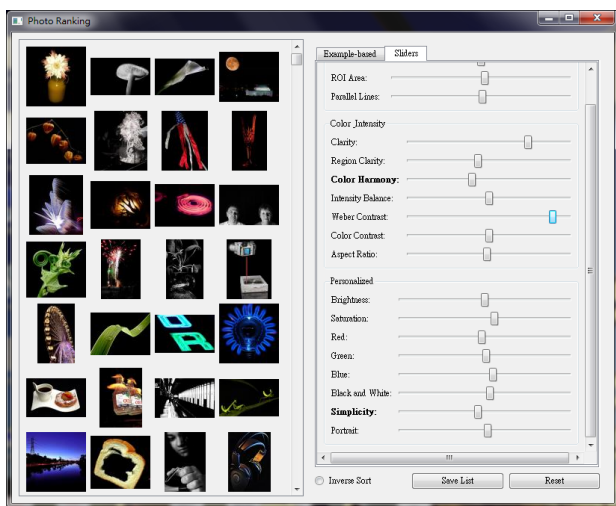 Photo Ranking
Example-based
Sliders
ROI Area:
Parallel Lines:
Color_Intensity
Clarity:
Region Clarity:
Color Harmony:
Intensity Balance:
Weber Contrast:
Color Contrast:
Aspect Ratio:
Personalized
Brightness:
Saturation:
Red:
Green:
Blue:
Black and White:
Simplicity:
Portrait:
Inverse Sort
Save List
Reset